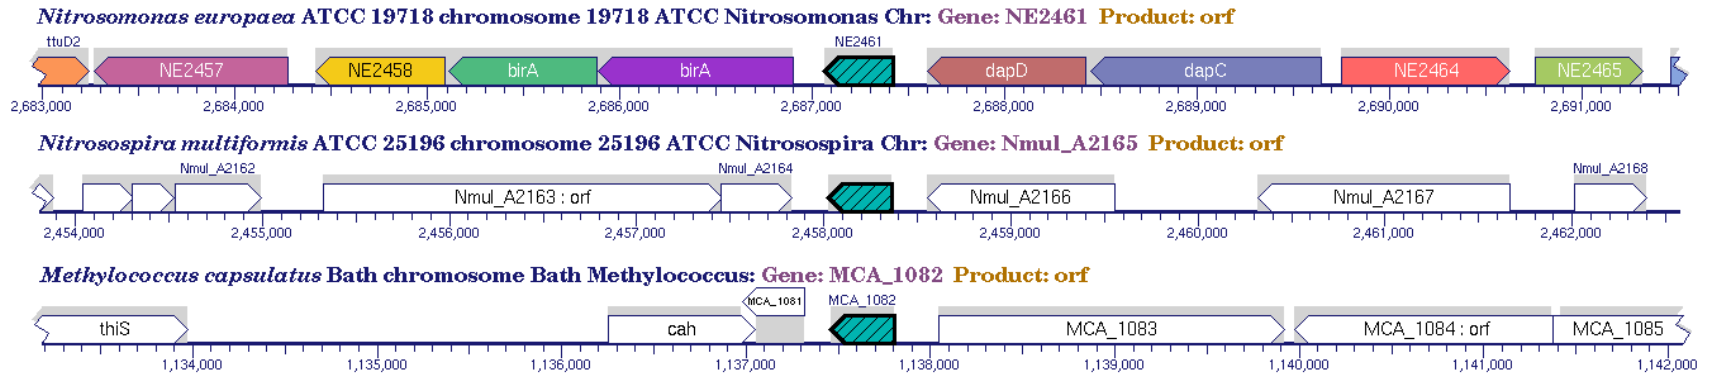 Nitrosomonas europaea ATCC 19718 chromosome 19718 ATCC Nitrosomonas Chr: Gene: NE2461 Product: orf
ttuD2 NE2461
NE2457 NE2458 birA birA dapD dapC NE2464 NE2465
2,683,000 2,684,000 2,685,000 2,686,000 2,687,000 2,688,000 2,689,000 2,690,000 2,691,000
Nitrosospira multiformis ATCC 25196 chromosome 25196 ATCC Nitrosospira Chr: Gene: Nmul_A2165 Product: orf
Nmul_A2162 Nmul_A2164 Nmul_A2168
Nmul_A2163 : orf Nmul_A2166 Nmul_A2167
2,454,000 2,455,000 2,456,000 2,457,000 2,458,000 2,459,000 2,460,000 2,461,000 2,462,000
Methylococcus capsulatus Bath chromosome Bath Methylococcus: Gene: MCA_1082 Product: orf
MCA_1081 MCA_1082
thiS cah MCA_1083 MCA_1084 : orf MCA_1085
1,134,000 1,135,000 1,136,000 1,137,000 1,138,000 1,139,000 1,140,000 1,141,000 1,142,000